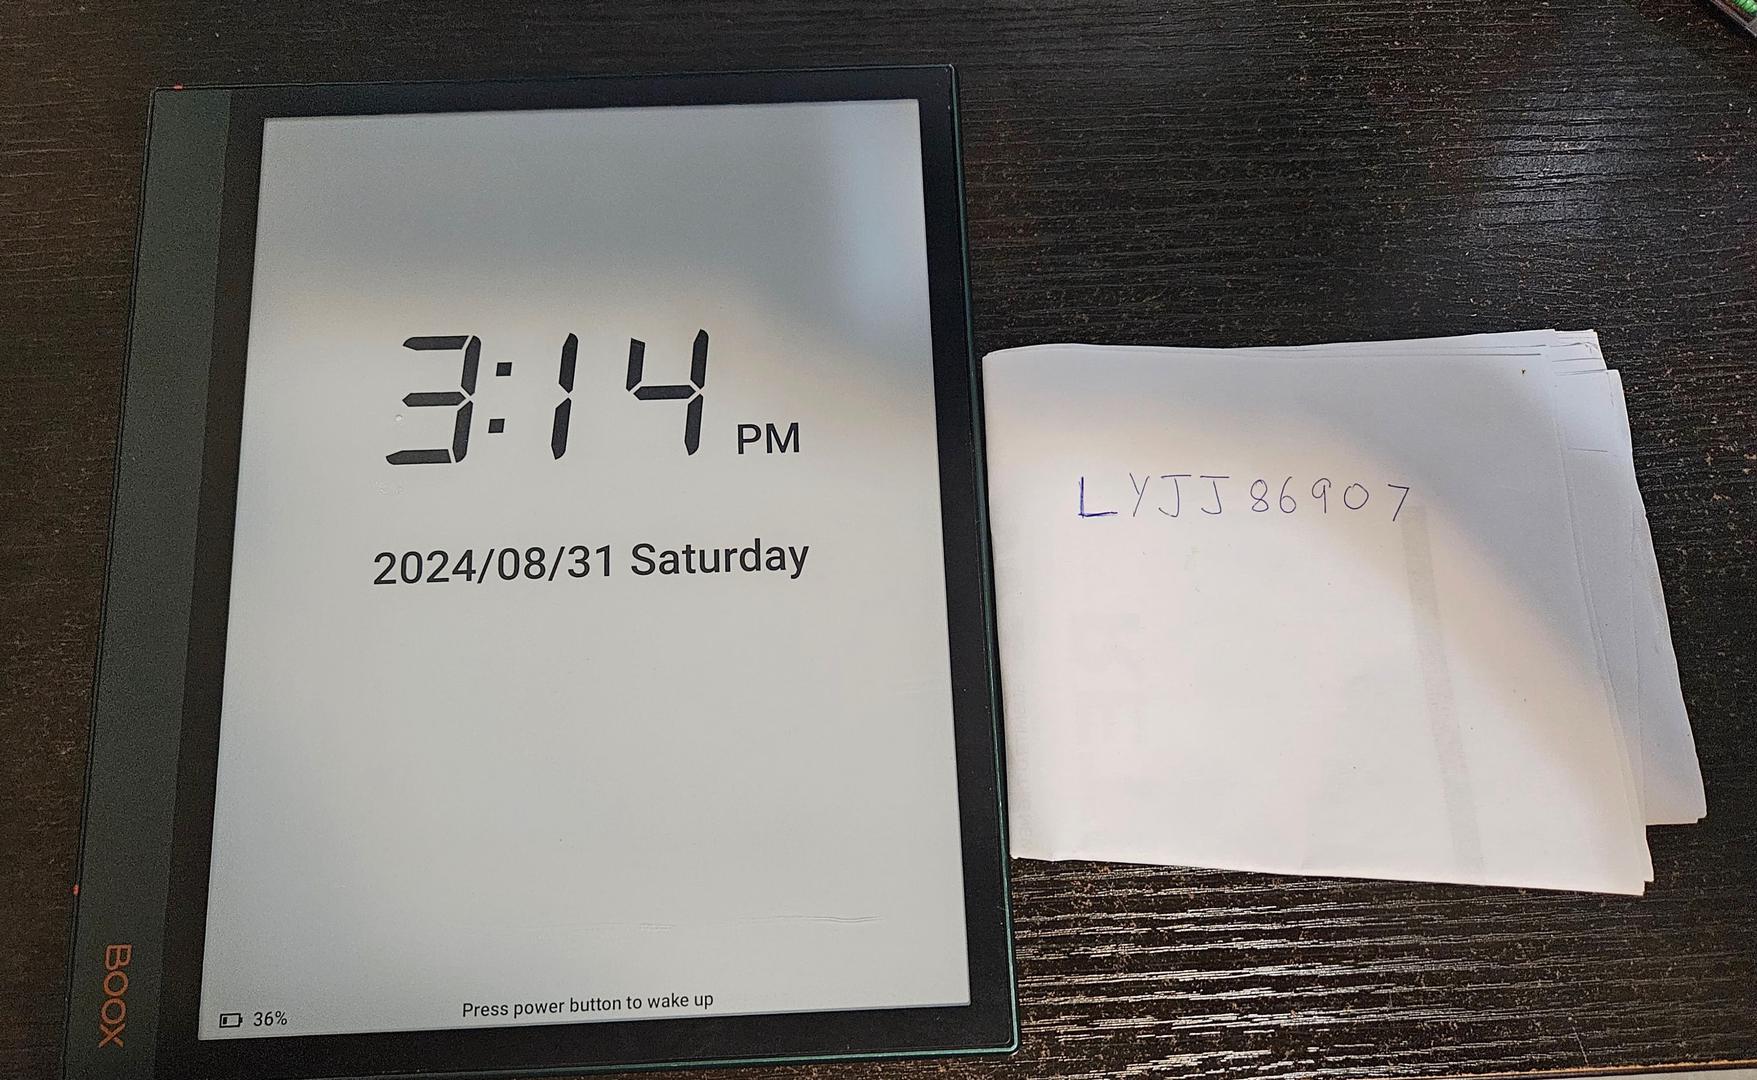 3:14 PM
2024/08/31 Saturday
Press power button to wake up
36%
BOOX
LYJJ86907